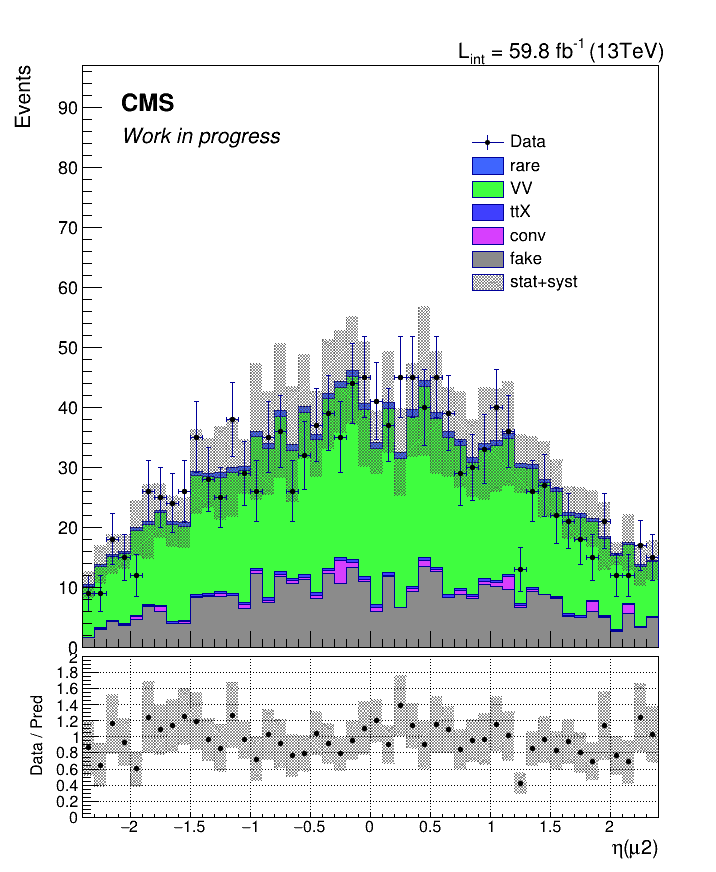 L_int = 59.8 fb^-1 (13TeV)
Events
CMS
Work in progress
Data
rare
VV
ttX
conv
fake
stat+syst
90
80
70
60
50
40
30
20
10
0
Data / Pred
2
1.8
1.6
1.4
1.2
1
0.8
0.6
0.4
0.2
0
−2 −1.5 −1 −0.5 0 0.5 1 1.5 2
η(μ2)